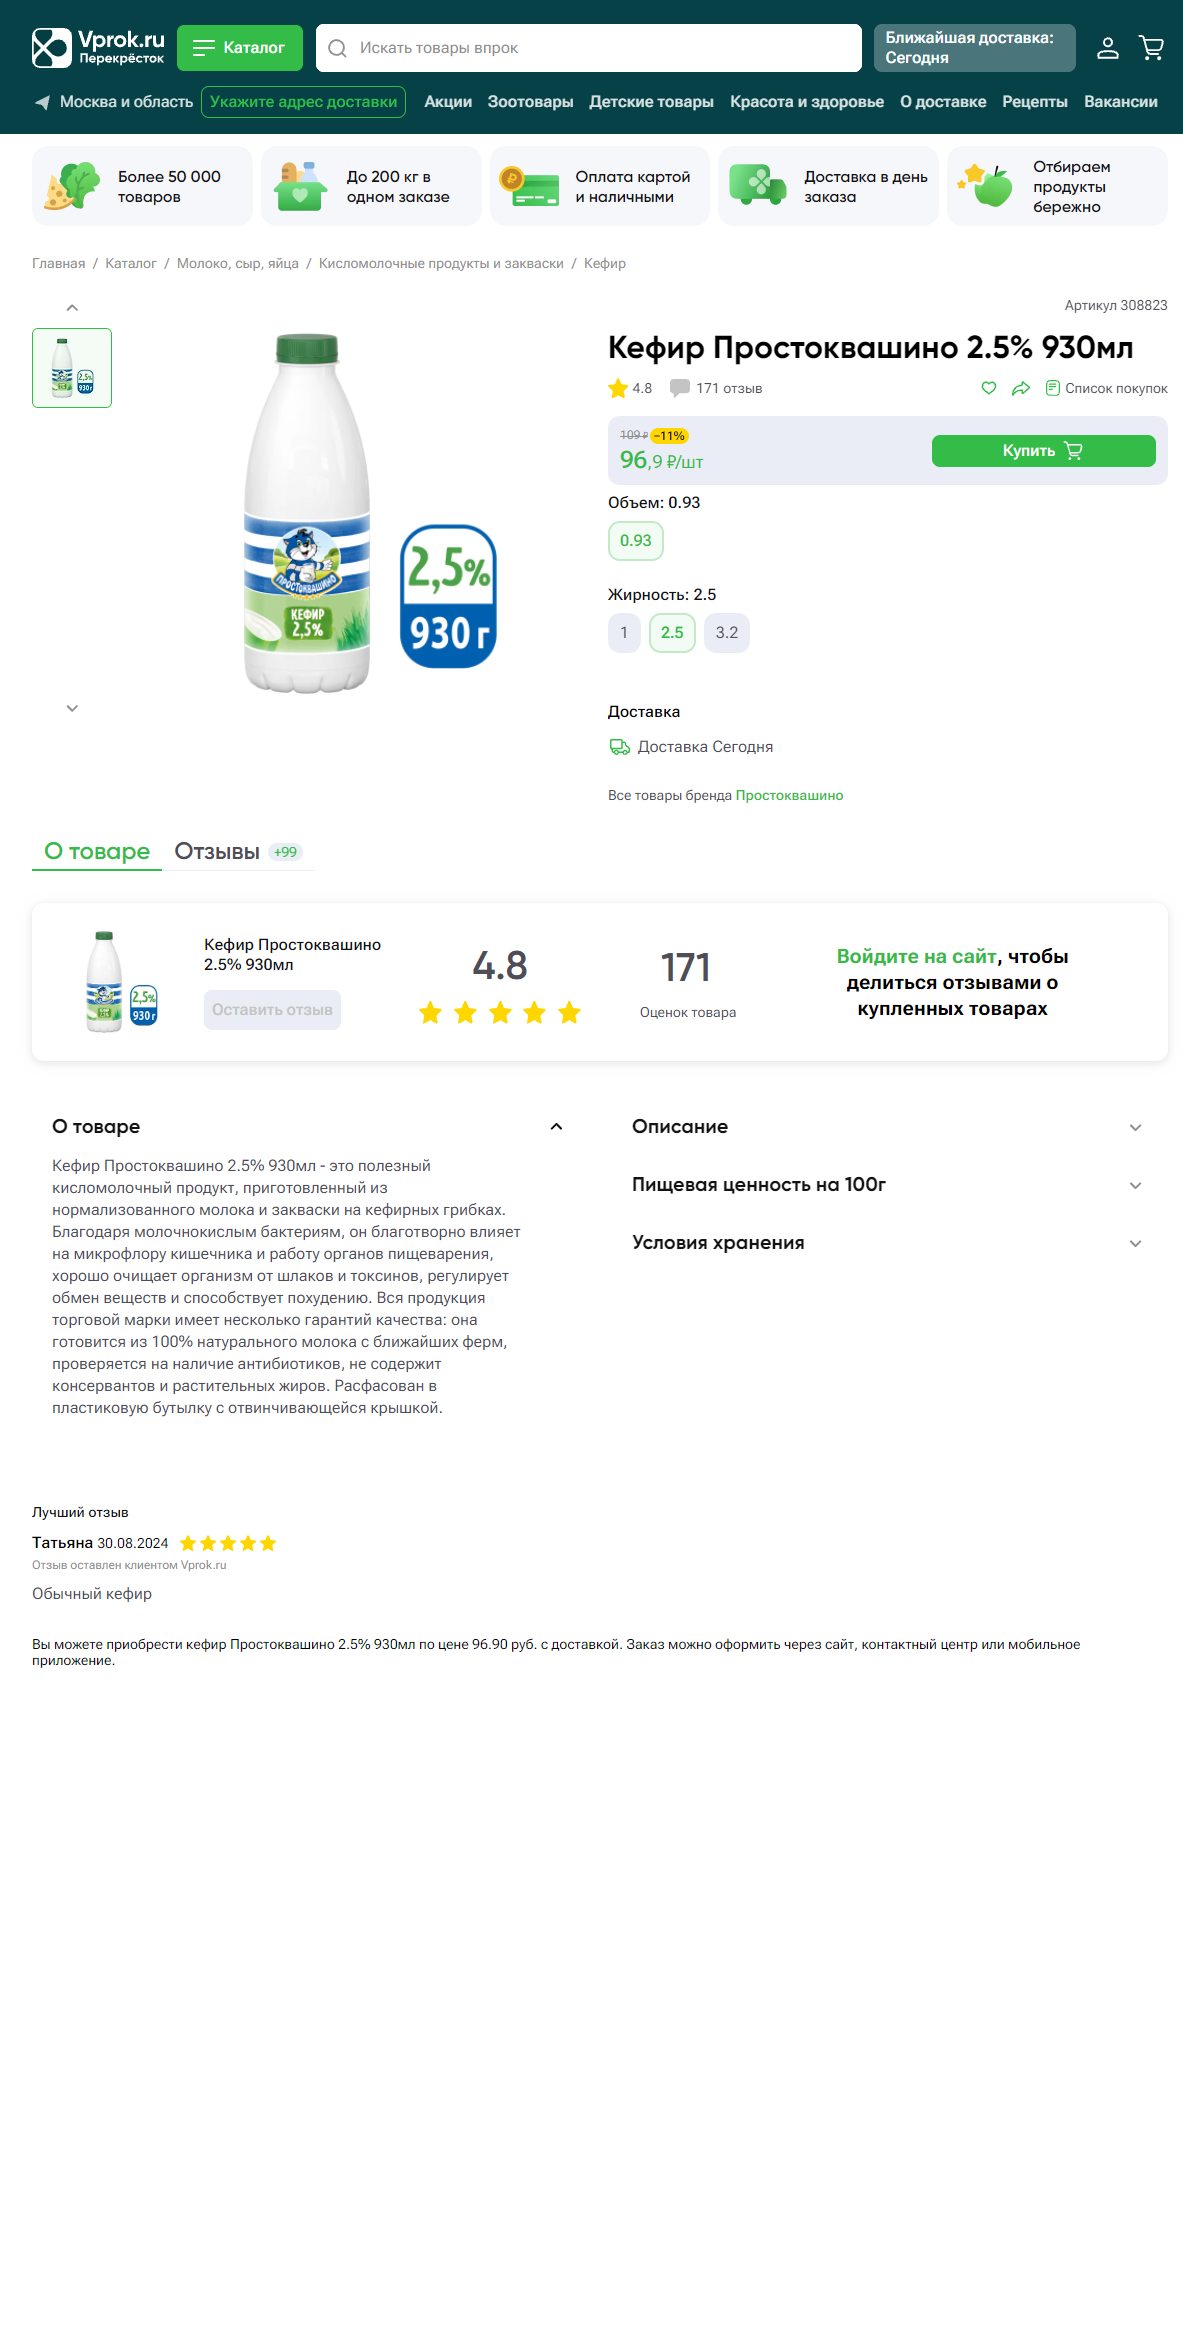 Vprok.ru
Перекрёсток
Каталог
Искать товары впрок
Ближайшая доставка:
Сегодня
Москва и область
Укажите адрес доставки
Акции Зоотовары Детские товары Красота и здоровье О доставке Рецепты Вакансии
Более 50 000
товаров
До 200 кг в
одном заказе
Оплата картой
и наличными
Доставка в день
заказа
Отбираем
продукты
бережно
Главная / Каталог / Молоко, сыр, яйца / Кисломолочные продукты и закваски / Кефир
Артикул 308823
2,5%
930 г
ПРОСТОКВАШИНО
КЕФИР
2,5%
2,5%
930 г
Кефир Простоквашино 2.5% 930мл
4.8 171 отзыв Список покупок
109 ₽ −11%
96,9 ₽/шт
Купить
Объем: 0.93
0.93
Жирность: 2.5
1 2.5 3.2
Доставка
Доставка Сегодня
Все товары бренда Простоквашино
О товаре Отзывы +99
2,5%
930 г
Кефир Простоквашино
2.5% 930мл
Оставить отзыв
4.8
171
Оценок товара
Войдите на сайт, чтобы
делиться отзывами о
купленных товарах
О товаре
Кефир Простоквашино 2.5% 930мл - это полезный
кисломолочный продукт, приготовленный из
нормализованного молока и закваски на кефирных грибках.
Благодаря молочнокислым бактериям, он благотворно влияет
на микрофлору кишечника и работу органов пищеварения,
хорошо очищает организм от шлаков и токсинов, регулирует
обмен веществ и способствует похудению. Вся продукция
торговой марки имеет несколько гарантий качества: она
готовится из 100% натурального молока с ближайших ферм,
проверяется на наличие антибиотиков, не содержит
консервантов и растительных жиров. Расфасован в
пластиковую бутылку с отвинчивающейся крышкой.
Описание
Пищевая ценность на 100г
Условия хранения
Лучший отзыв
Татьяна 30.08.2024
Отзыв оставлен клиентом Vprok.ru
Обычный кефир
Вы можете приобрести кефир Простоквашино 2.5% 930мл по цене 96.90 руб. с доставкой. Заказ можно оформить через сайт, контактный центр или мобильное
приложение.